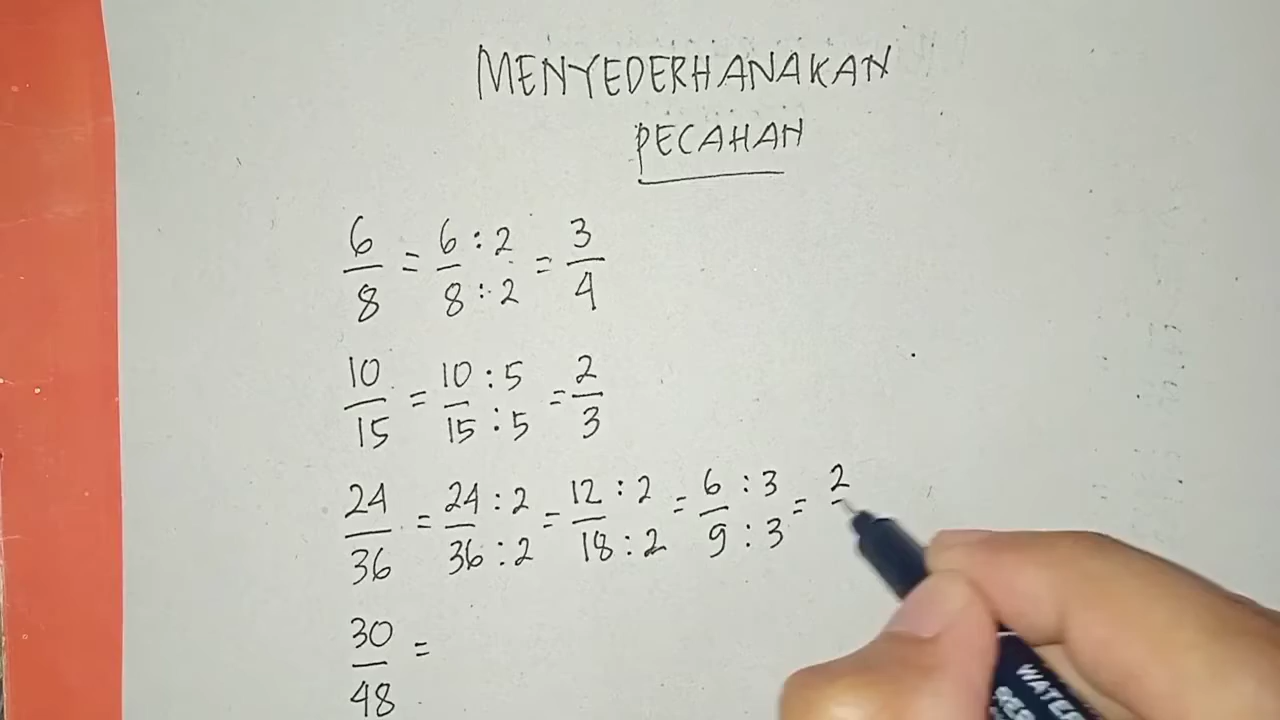 MENYEDERHANAKAN
PECAHAN
6/8 = 6 : 2/8 : 2 = 3/4
10/15 = 10 : 5/15 : 5 = 2/3
24/36 = 24 : 2/36 : 2 = 12 : 2/18 : 2 = 6 : 3/9 : 3 = 2
30/48 =